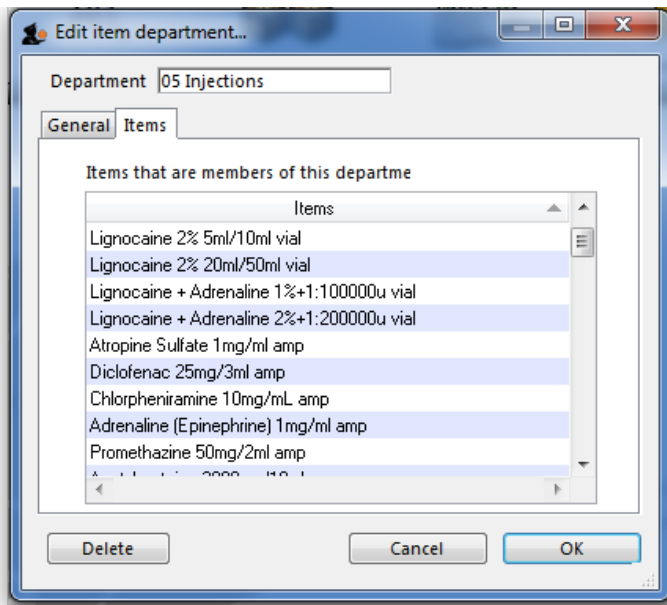 Edit item department...
Department 05 Injections
General Items
Items that are members of this departme
Items
Lignocaine 2% 5ml/10ml vial
Lignocaine 2% 20ml/50ml vial
Lignocaine + Adrenaline 1%+1:100000u vial
Lignocaine + Adrenaline 2%+1:200000u vial
Atropine Sulfate 1mg/ml amp
Diclofenac 25mg/3ml amp
Chlorpheniramine 10mg/mL amp
Adrenaline (Epinephrine) 1mg/ml amp
Promethazine 50mg/2ml amp
Delete Cancel OK